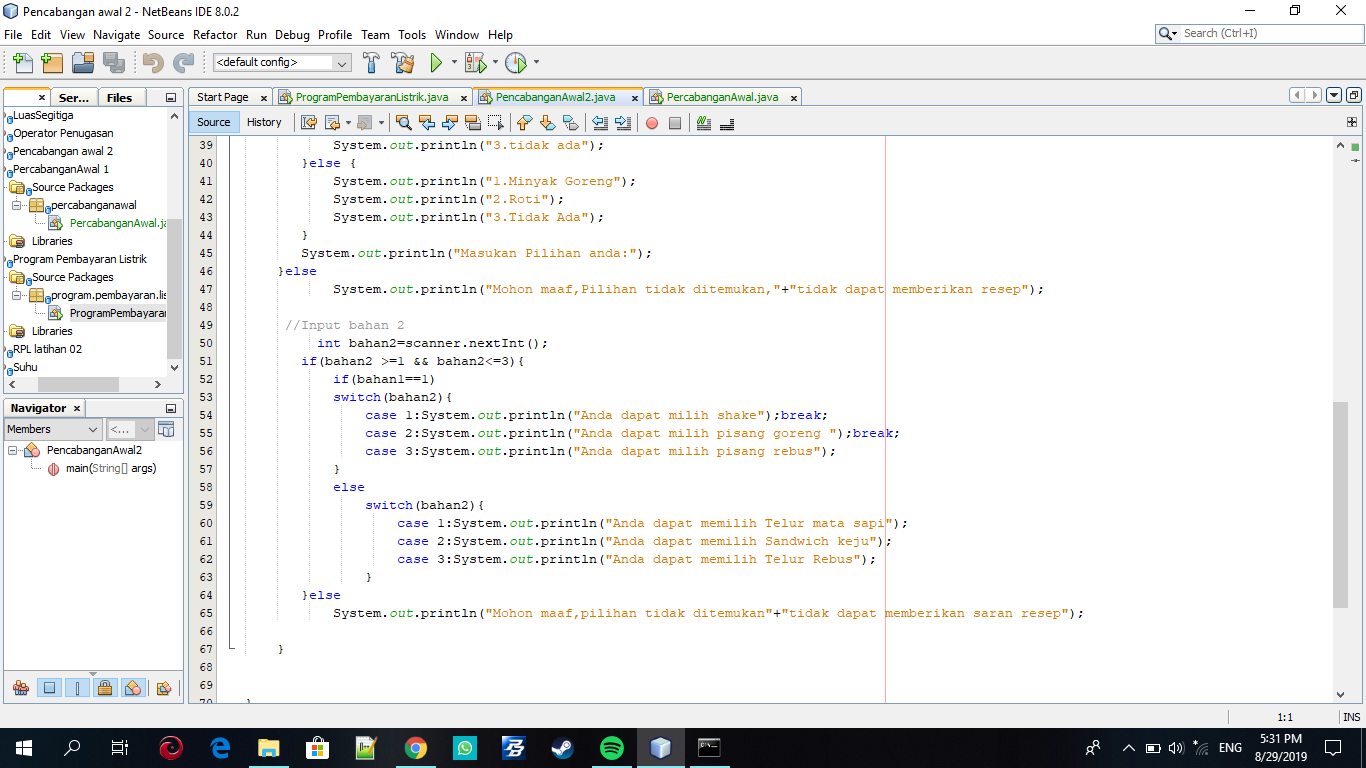 Pencabangan awal 2 - NetBeans IDE 8.0.2
File Edit View Navigate Source Refactor Run Debug Profile Team Tools Window Help
Search (Ctrl+I)
<default config>
Ser... Files
Start Page ProgramPembayaranListrik.java PencabanganAwal2.java PercabanganAwal.java
Source History
LuasSegitiga
Operator Penugasan
Pencabangan awal 2
PercabanganAwal 1
Source Packages
percabanganawal
PercabanganAwal.ja
Libraries
Program Pembayaran Listrik
Source Packages
program.pembayaran.lis
ProgramPembayaran
Libraries
RPL latihan 02
Suhu
Navigator
Members <...
PencabanganAwal2
main(String[] args)
39 System.out.println("3.tidak ada");
40 }else {
41 System.out.println("1.Minyak Goreng");
42 System.out.println("2.Roti");
43 System.out.println("3.Tidak Ada");
44 }
45 System.out.println("Masukan Pilihan anda:");
46 }else
47 System.out.println("Mohon maaf,Pilihan tidak ditemukan,"+"tidak dapat memberikan resep");
48
49 //Input bahan 2
50 int bahan2=scanner.nextInt();
51 if(bahan2 >=1 && bahan2<=3){
52 if(bahan1==1)
53 switch(bahan2){
54 case 1:System.out.println("Anda dapat milih shake");break;
55 case 2:System.out.println("Anda dapat milih pisang goreng ");break;
56 case 3:System.out.println("Anda dapat milih pisang rebus");
57 }
58 else
59 switch(bahan2){
60 case 1:System.out.println("Anda dapat memilih Telur mata sapi");
61 case 2:System.out.println("Anda dapat memilih Sandwich keju");
62 case 3:System.out.println("Anda dapat memilih Telur Rebus");
63 }
64 }else
65 System.out.println("Mohon maaf,pilihan tidak ditemukan"+"tidak dapat memberikan saran resep");
66
67 }
68
69
70 }
1:1 INS
ENG
5:31 PM
8/29/2019